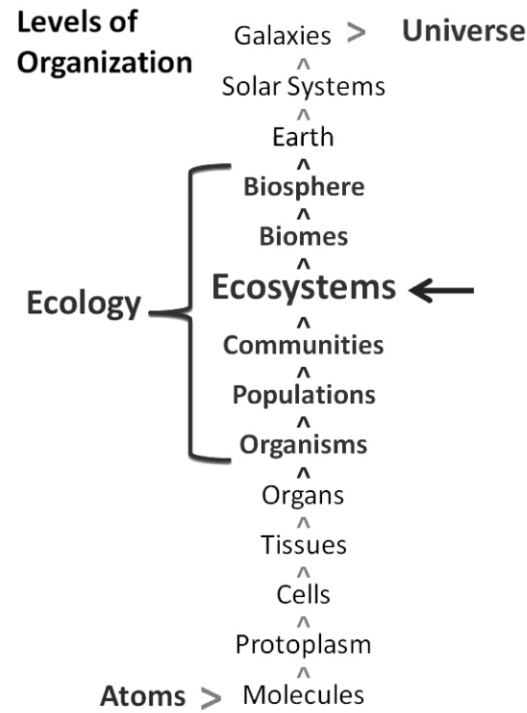 Levels of
Organization
Galaxies > Universe
^
Solar Systems
^
Earth
^
Biosphere
^
Biomes
^
Ecosystems
^
Communities
^
Populations
^
Organisms
^
Organs
^
Tissues
^
Cells
^
Protoplasm
^
Atoms > Molecules
Ecology